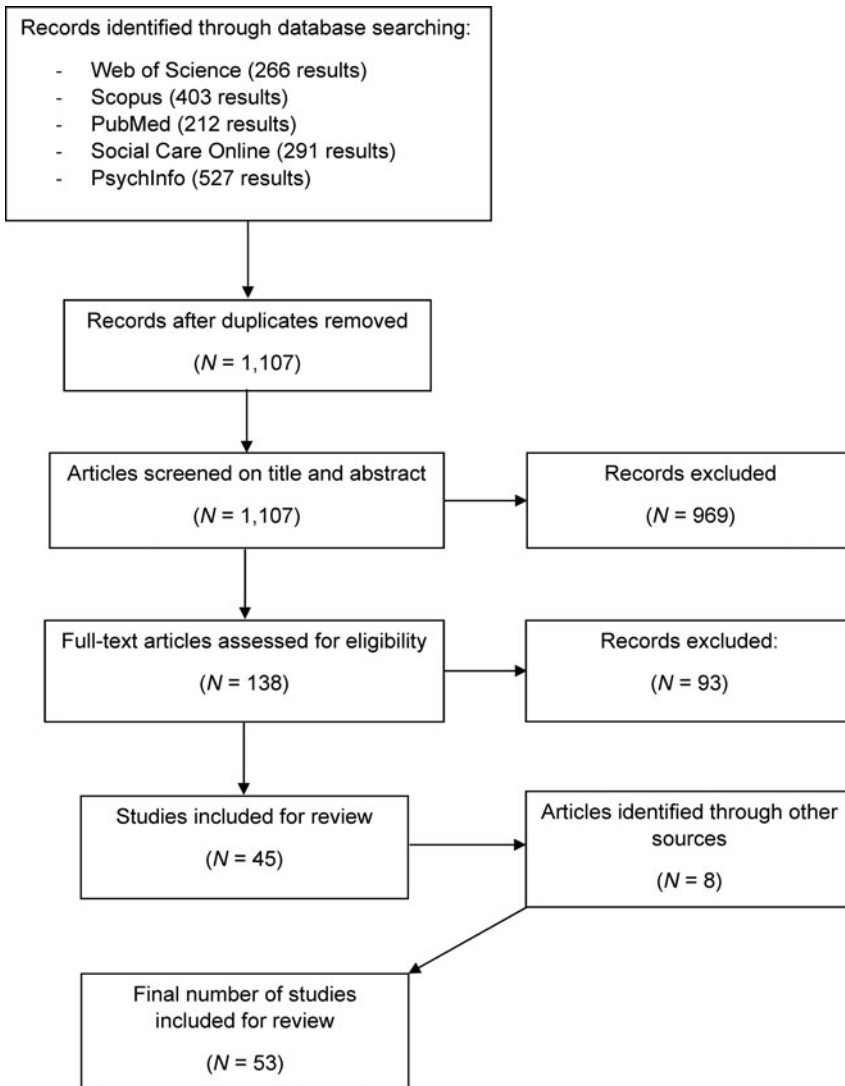 Records identified through database searching:
- Web of Science (266 results)
- Scopus (403 results)
- PubMed (212 results)
- Social Care Online (291 results)
- PsychInfo (527 results)
Records after duplicates removed
(N = 1,107)
Articles screened on title and abstract
(N = 1,107)
Records excluded
(N = 969)
Full-text articles assessed for eligibility
(N = 138)
Records excluded:
(N = 93)
Studies included for review
(N = 45)
Articles identified through other
sources
(N = 8)
Final number of studies
included for review
(N = 53)